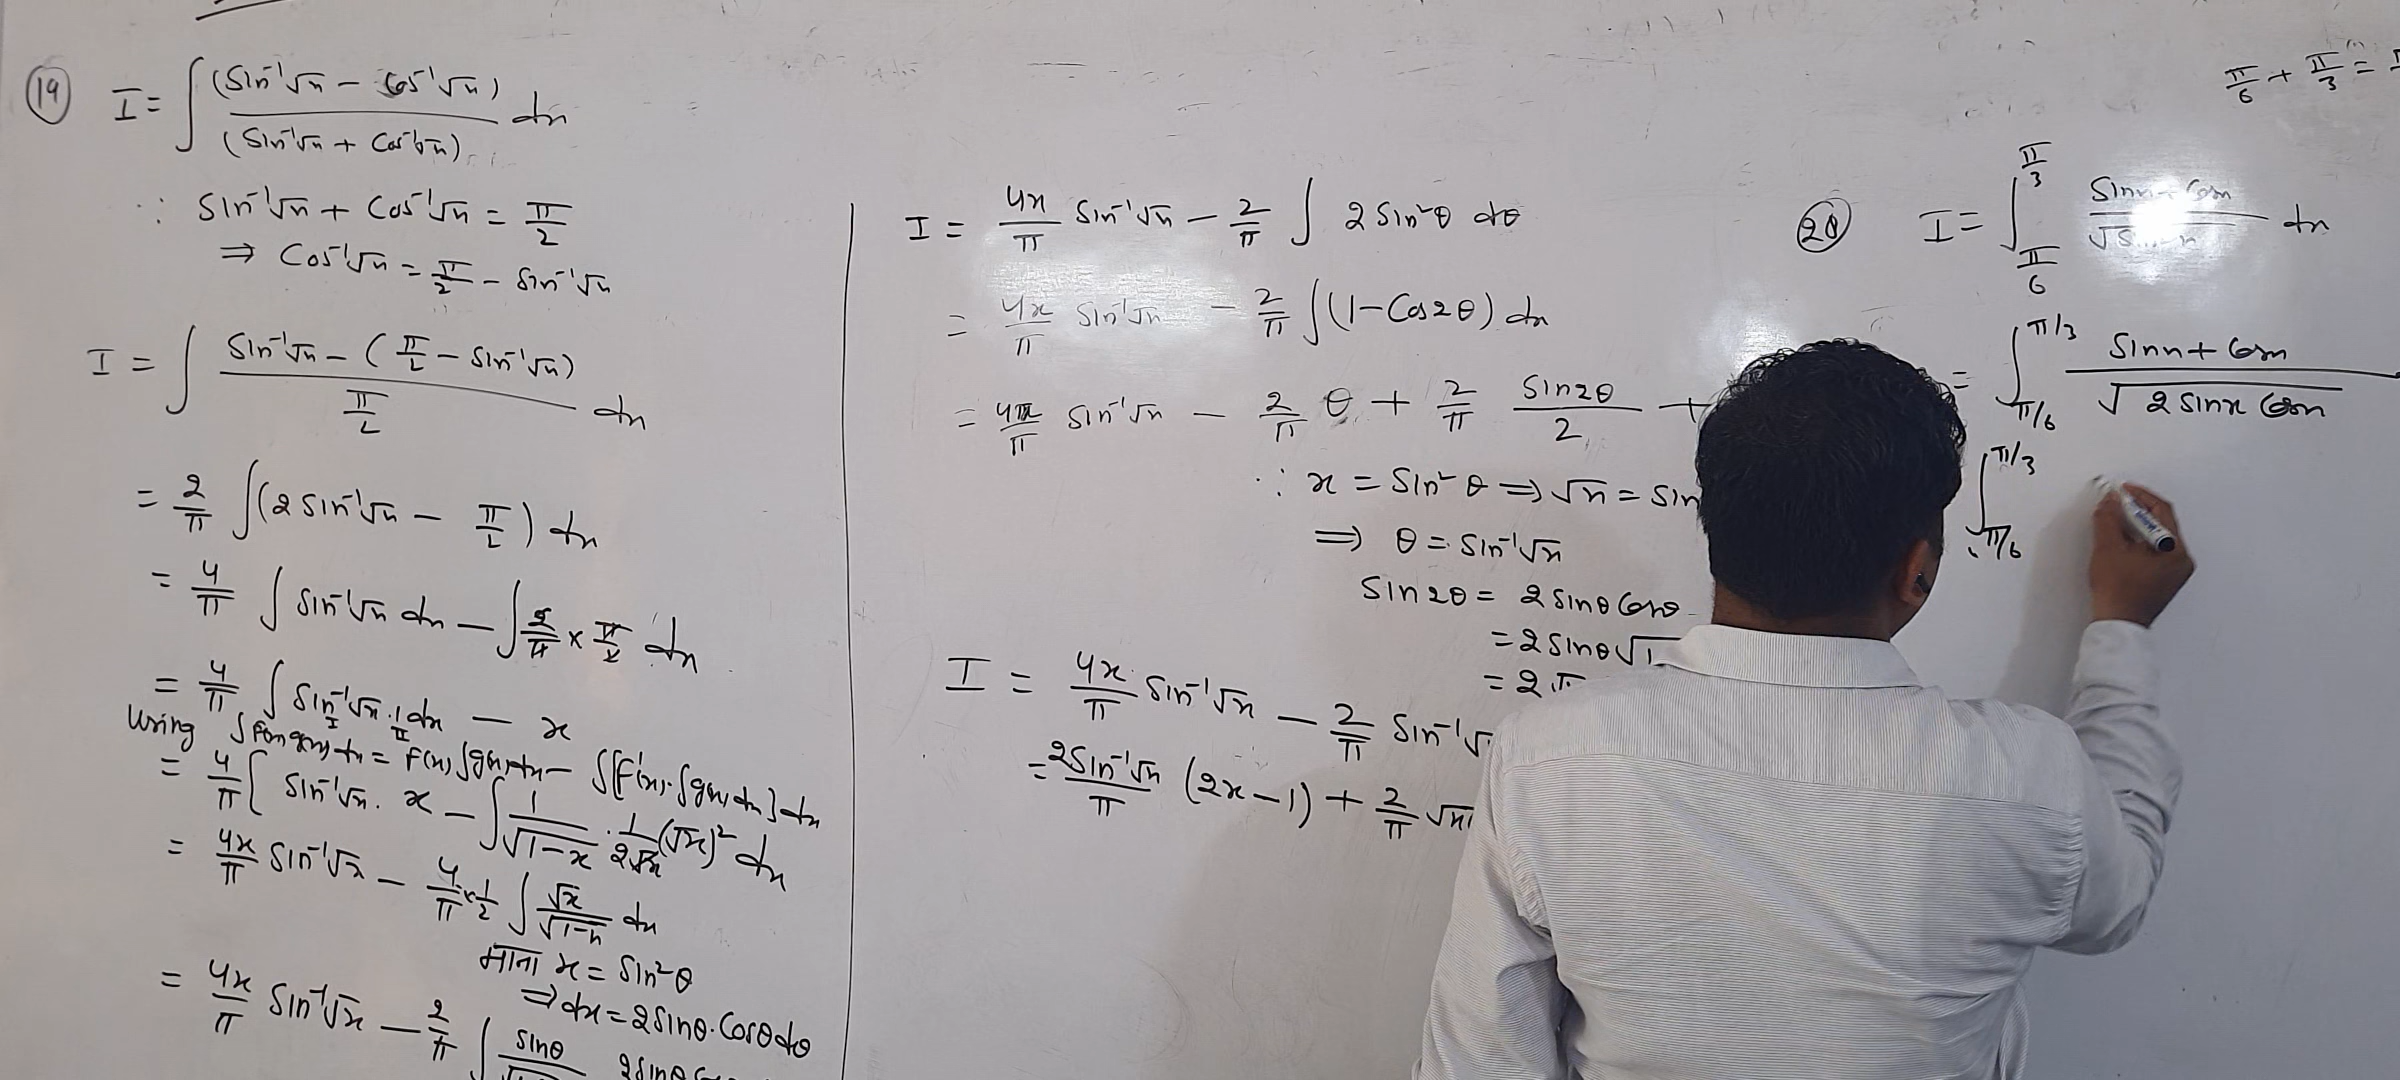 (19) I = ∫ (Sin⁻¹√x − Cos⁻¹√x) / (Sin⁻¹√x + Cos⁻¹√x) dx
∵ Sin⁻¹√x + Cos⁻¹√x = π/2
⇒ Cos⁻¹√x = π/2 − Sin⁻¹√x
I = ∫ Sin⁻¹√x − (π/2 − Sin⁻¹√x) / π/2 dx
= 2/π ∫(2 Sin⁻¹√x − π/2) dx
= 4/π ∫ Sin⁻¹√x dx − ∫ 2/π × π/2 dx
= 4/π ∫ Sin⁻¹√x . 1 dx − x
I II
Using ∫ F(x) g(x) dx = F(x) ∫g(x) dx − ∫[F'(x) . ∫g(x) dx] dx
= 4/π [ Sin⁻¹√x . x − ∫ 1/√1−x . 1/2√x (√x)² dx
= 4x/π Sin⁻¹√x − 4/π × 1/2 ∫ √x/√1−x dx
माना x = Sin²θ
⇒ dx = 2 Sinθ . Cosθ dθ
= 4x/π Sin⁻¹√x − 2/π ∫ Sinθ
I = 4x/π Sin⁻¹√x − 2/π ∫ 2 Sin²θ dθ
= 4x/π Sin⁻¹√x − 2/π ∫(1 − Cos2θ) dx
= 4x/π Sin⁻¹√x − 2/π θ + 2/π Sin2θ/2 +
∵ x = Sin²θ ⇒ √x = Sin
⇒ θ = Sin⁻¹√x
Sin2θ = 2 Sinθ Cosθ
= 2 Sinθ √1
= 2
I = 4x/π Sin⁻¹√x − 2/π Sin⁻¹√
= 2Sin⁻¹√x/π (2x − 1) + 2/π √x
π/6 + π/3 =
(20) I = ∫ π/3 π/6 Sinx + Cosx dx
= ∫ π/3 π/6 Sinx + Cosx / √2 Sinx Cosx
∫ π/3 π/6